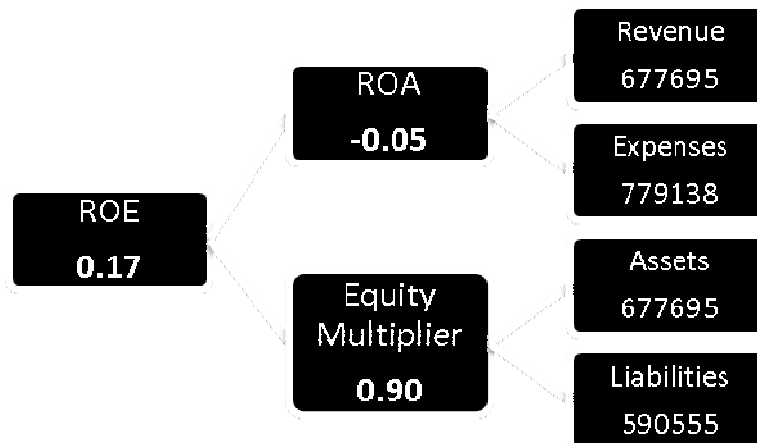 ROE
0.17
ROA
-0.05
Equity
Multiplier
0.90
Revenue
677695
Expenses
779138
Assets
677695
Liabilities
590555